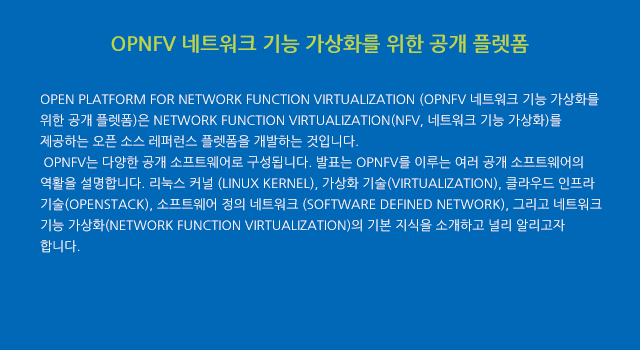 OPNFV 네트워크 기능 가상화를 위한 공개 플렛폼
OPEN PLATFORM FOR NETWORK FUNCTION VIRTUALIZATION (OPNFV 네트워크 기능 가상화를
위한 공개 플렛폼)은 NETWORK FUNCTION VIRTUALIZATION(NFV, 네트워크 기능 가상화)를
제공하는 오픈 소스 레퍼런스 플렛폼을 개발하는 것입니다.
OPNFV는 다양한 공개 소프트웨어로 구성됩니다. 발표는 OPNFV를 이루는 여러 공개 소프트웨어의
역활을 설명합니다. 리눅스 커널 (LINUX KERNEL), 가상화 기술(VIRTUALIZATION), 클라우드 인프라
기술(OPENSTACK), 소프트웨어 정의 네트워크 (SOFTWARE DEFINED NETWORK), 그리고 네트워크
기능 가상화(NETWORK FUNCTION VIRTUALIZATION)의 기본 지식을 소개하고 널리 알리고자
합니다.